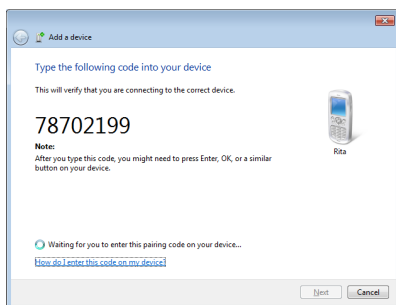 Add a device
Type the following code into your device
This will verify that you are connecting to the correct device.
78702199
Note:
After you type this code, you might need to press Enter, OK, or a similar
button on your device.
Rita
Waiting for you to enter this pairing code on your device...
How do I enter this code on my device?
Next Cancel